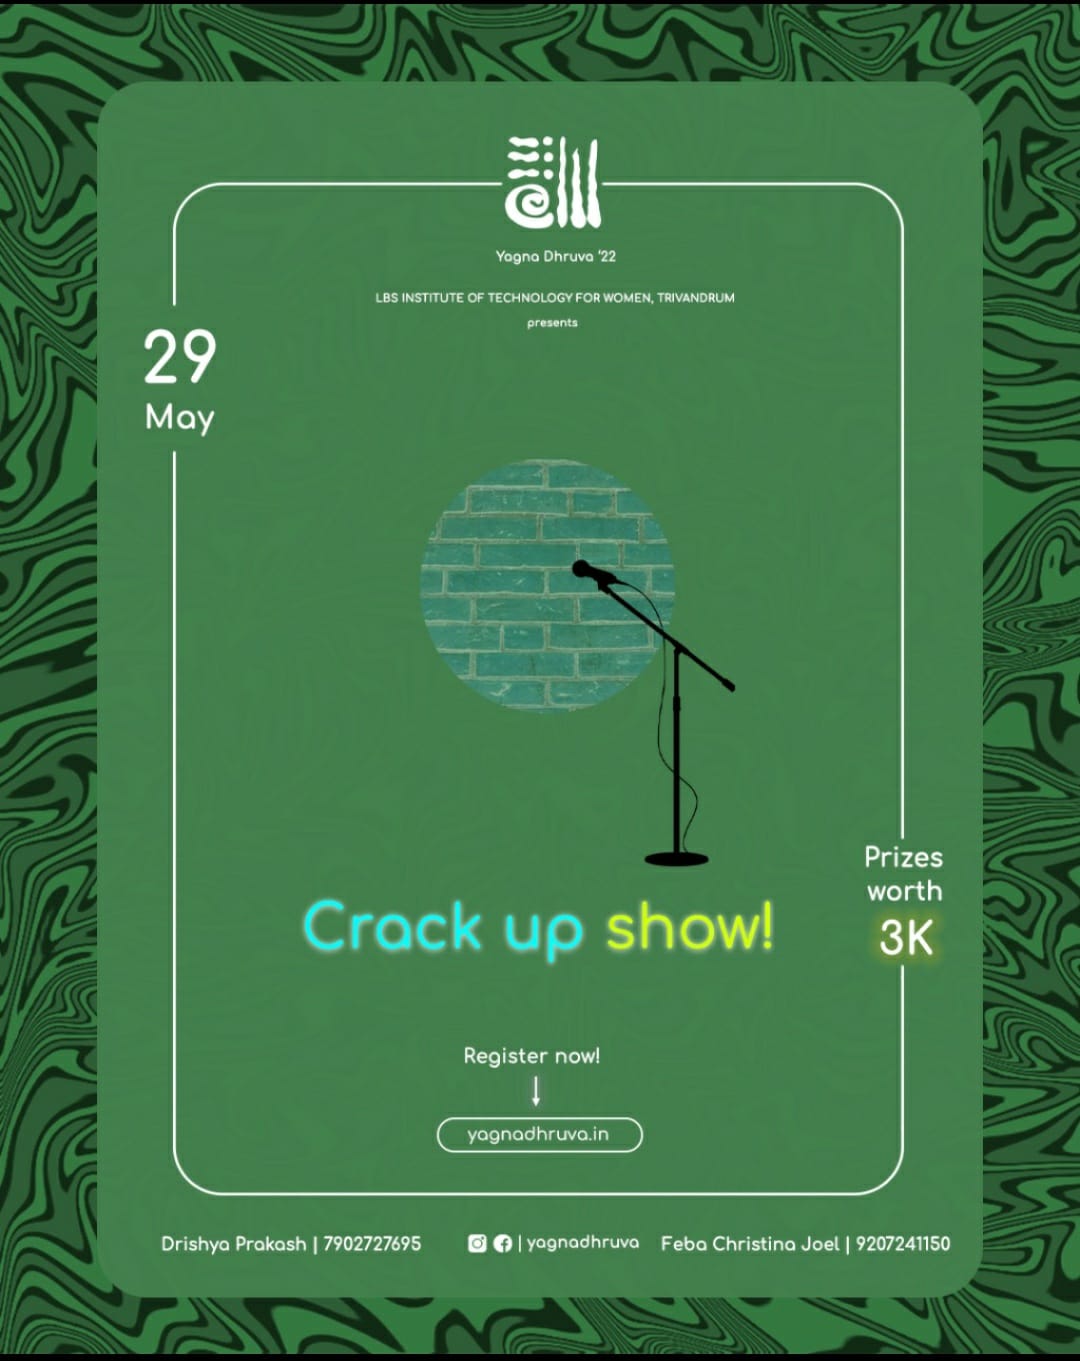 Yagna Dhruva '22
LBS INSTITUTE OF TECHNOLOGY FOR WOMEN, TRIVANDRUM
presents
29
May
Prizes
worth
3K
Crack up show!
Register now!
yagnadhruva.in
Drishya Prakash | 7902727695
| yagnadhruva
Feba Christina Joel | 9207241150